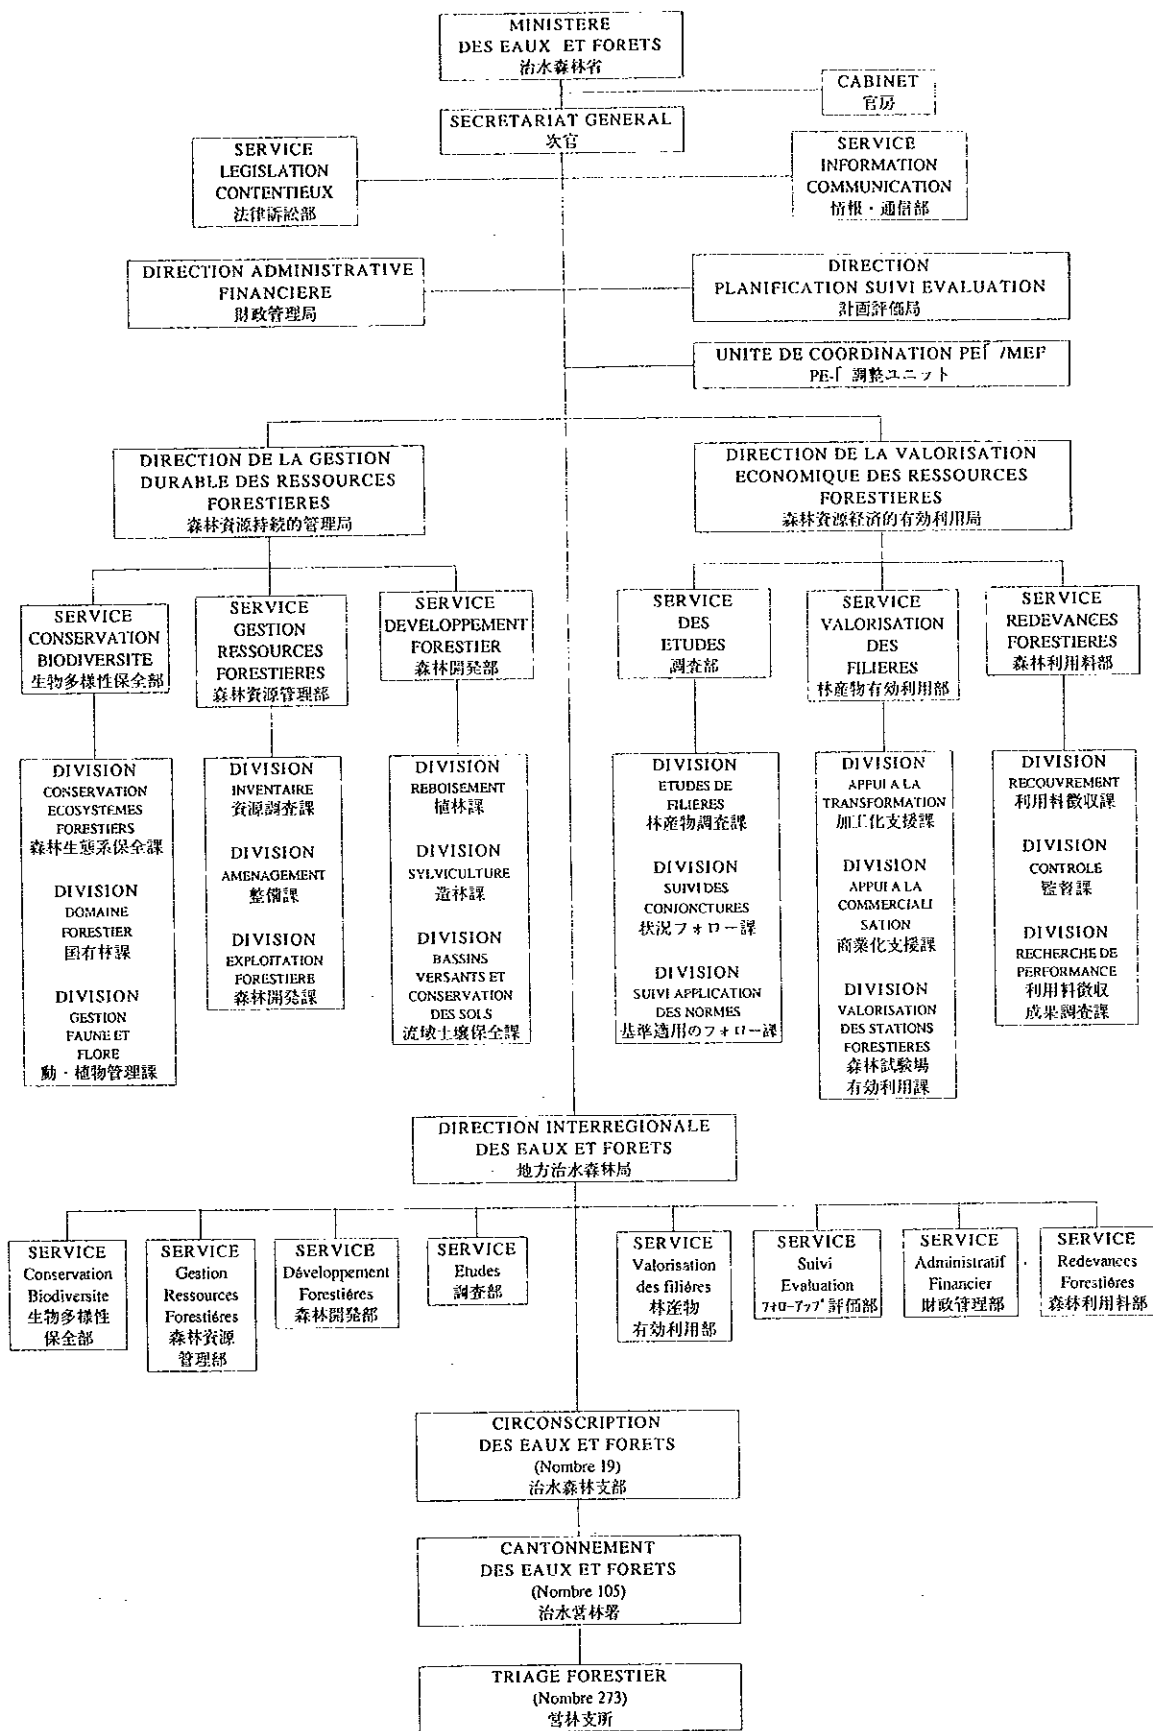 MINISTERE
DES EAUX ET FORETS
治水森林省
CABINET
官房
SECRETARIAT GENERAL
次官
SERVICE
LEGISLATION
CONTENTIEUX
法律訴訟部
SERVICE
INFORMATION
COMMUNICATION
情報・通信部
DIRECTION ADMINISTRATIVE
FINANCIERE
財政管理局
DIRECTION
PLANIFICATION SUIVI EVALUATION
計画評価局
UNITE DE COORDINATION
調整ユニット
DIRECTION DE LA GESTION
DURABLE DES RESSOURCES
FORESTIERES
森林資源持続的管理局
DIRECTION DE LA VALORISATION
ECONOMIQUE DES RESSOURCES
FORESTIERES
森林資源経済的有効利用局
SERVICE
CONSERVATION
BIODIVERSITE
生物多様性保全部
SERVICE
GESTION
RESSOURCES
FORESTIERES
森林資源管理部
SERVICE
DEVELOPPEMENT
FORESTIER
森林開発部
SERVICE
DES
ETUDES
調査部
SERVICE
VALORISATION
DES
FILIERES
林産物有効利用部
SERVICE
REDEVANCES
FORESTIERES
森林利用料部
DIVISION
CONSERVATION
ECOSYSTEMES
FORESTIERS
森林生態系保全課
DIVISION
DOMAINE
FORESTIER
国有林課
DIVISION
GESTION
FAUNE ET
FLORE
動・植物管理課
DIVISION
INVENTAIRE
資源調査課
DIVISION
AMENAGEMENT
整備課
DIVISION
EXPLOITATION
FORESTIERE
森林開発課
DIVISION
REBOISEMENT
植林課
DIVISION
SYLVICULTURE
造林課
DIVISION
BASSINS
VERSANTS ET
CONSERVATION
DES SOLS
流域土壌保全課
DIVISION
ETUDES DE
FILIERES
林産物調査課
DIVISION
SUIVI DES
CONJONCTURES
状況フォロー課
DIVISION
SUIVI APPLICATION
DES NORMES
基準適用のフォロー課
DIVISION
APPUI A LA
TRANSFORMATION
加工化支援課
DIVISION
APPUI A LA
COMMERCIALI
SATION
商業化支援課
DIVISION
VALORISATION
DES STATIONS
FORESTIERES
森林試験場
有効利用課
DIVISION
RECOUVREMENT
利用料徴収課
DIVISION
CONTROLE
監督課
DIVISION
RECHERCHE DE
PERFORMANCE
利用料徴収
成果調査課
DIRECTION INTERREGIONALE
DES EAUX ET FORETS
地方治水森林局
SERVICE
Conservation
Biodiversite
生物多様性
保全部
SERVICE
Gestion
Ressources
Forestiéres
森林資源
管理部
SERVICE
Développement
Forestiéres
森林開発部
SERVICE
Etudes
調査部
SERVICE
Valorisation
des filiéres
林産物
有効利用部
SERVICE
Suivi
Evaluation
ﾌｫﾛｰｱｯﾌﾟ評価部
SERVICE
Administratif
Financier
財政管理部
SERVICE
Redevances
Forestiéres
森林利用料部
CIRCONSCRIPTION
DES EAUX ET FORETS
(Nombre 19)
治水森林支部
CANTONNEMENT
DES EAUX ET FORETS
(Nombre 105)
治水営林署
TRIAGE FORESTIER
(Nombre 273)
営林支所